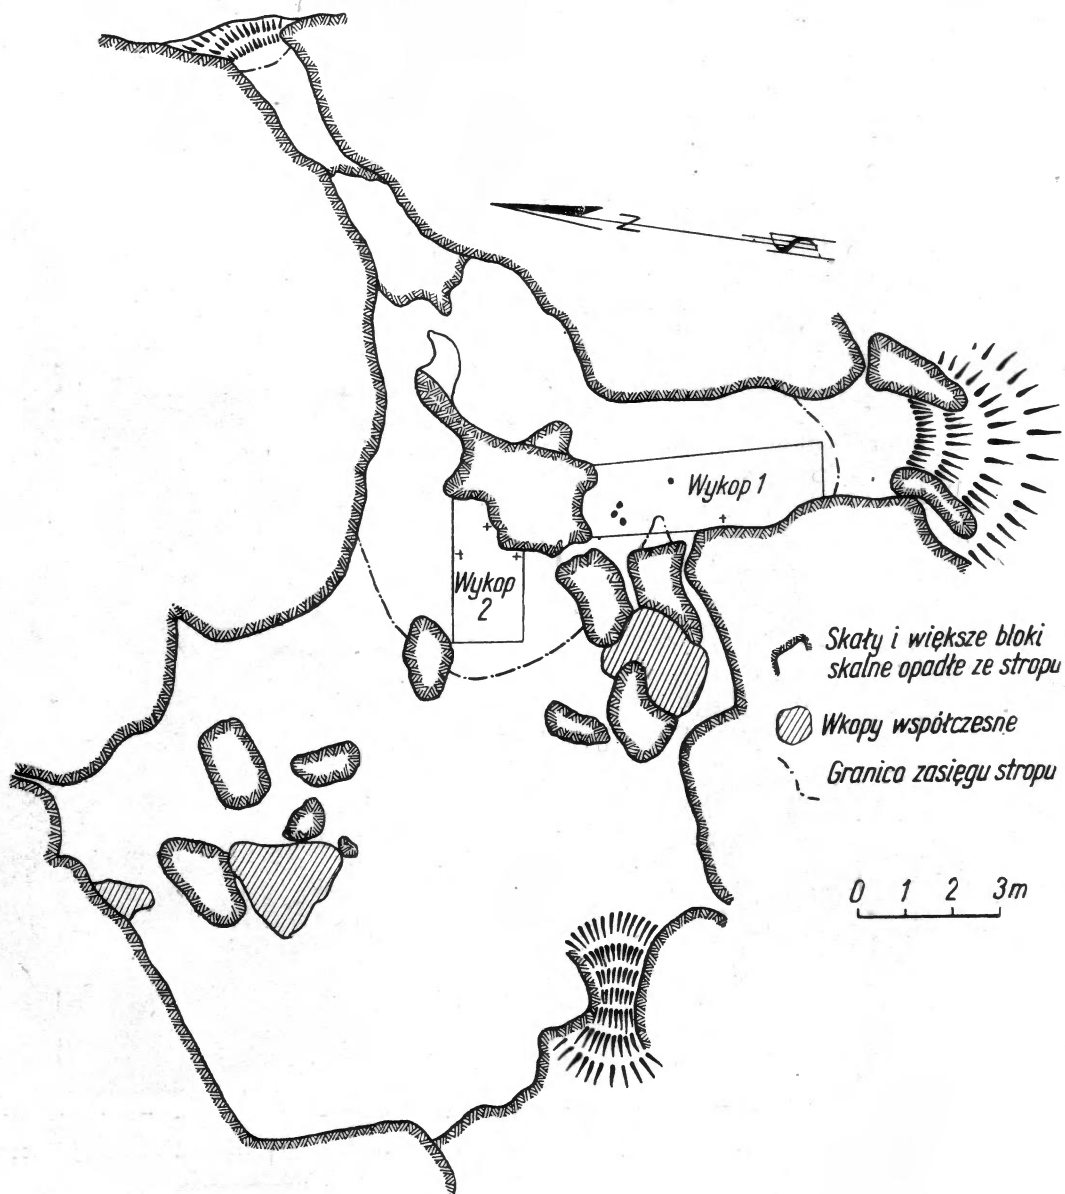 N
S
Wykop 1
Wykop
2
Skały i większe bloki
skalne opadłe ze stropu
Wkopy współczesne
Granica zasięgu stropu
0 1 2 3m